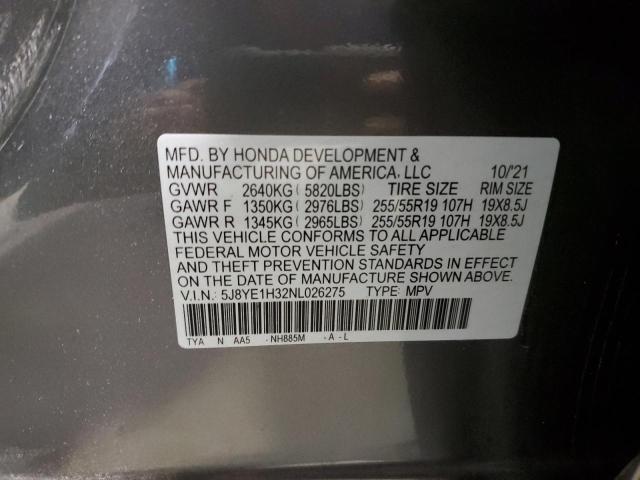 MFD. BY HONDA DEVELOPMENT &
MANUFACTURING OF AMERICA, LLC 10/'21
GVWR 2640KG ( 5820LBS) TIRE SIZE RIM SIZE
GAWR F 1350KG ( 2976LBS) 255/55R19 107H 19X8.5J
GAWR R 1345KG ( 2965LBS) 255/55R19 107H 19X8.5J
THIS VEHICLE CONFORMS TO ALL APPLICABLE
FEDERAL MOTOR VEHICLE SAFETY
AND THEFT PREVENTION STANDARDS IN EFFECT
ON THE DATE OF MANUFACTURE SHOWN ABOVE.
V.I.N.: 5J8YE1H32NL026275 TYPE: MPV
TYA N AA5 -NH885M -A-L